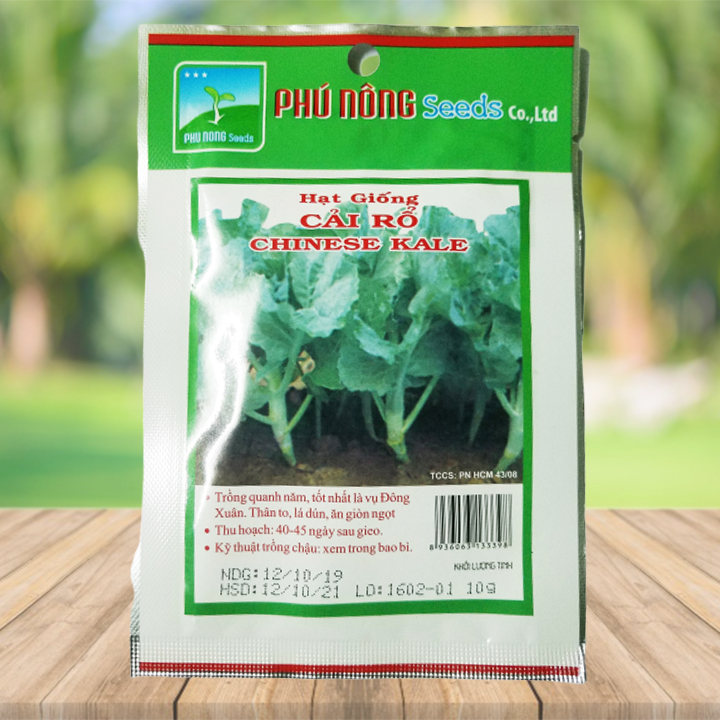 PHU NONG Seeds
PHÚ NÔNG Seeds Co.,Ltd
Hạt Giống
CẢI RỔ
CHINESE KALE
TCCS: PN HCM 43/08
• Trồng quanh năm, tốt nhất là vụ Đông
Xuân. Thân to, lá dún, ăn giòn ngọt
• Thu hoạch: 40-45 ngày sau gieo.
• Kỹ thuật trồng chậu: xem trong bao bì.
8 936063 133398
KHỐI LƯỢNG TỊNH
NDG:12/10/19
HSD:12/10/21 LO:1602-01 10g